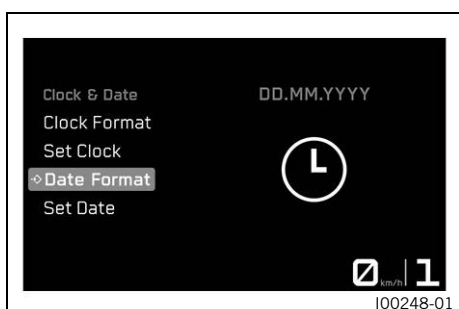 Clock & Date
DD.MM.YYYY
Clock Format
Set Clock
Date Format
Set Date
0 km/h 1
I00248-01